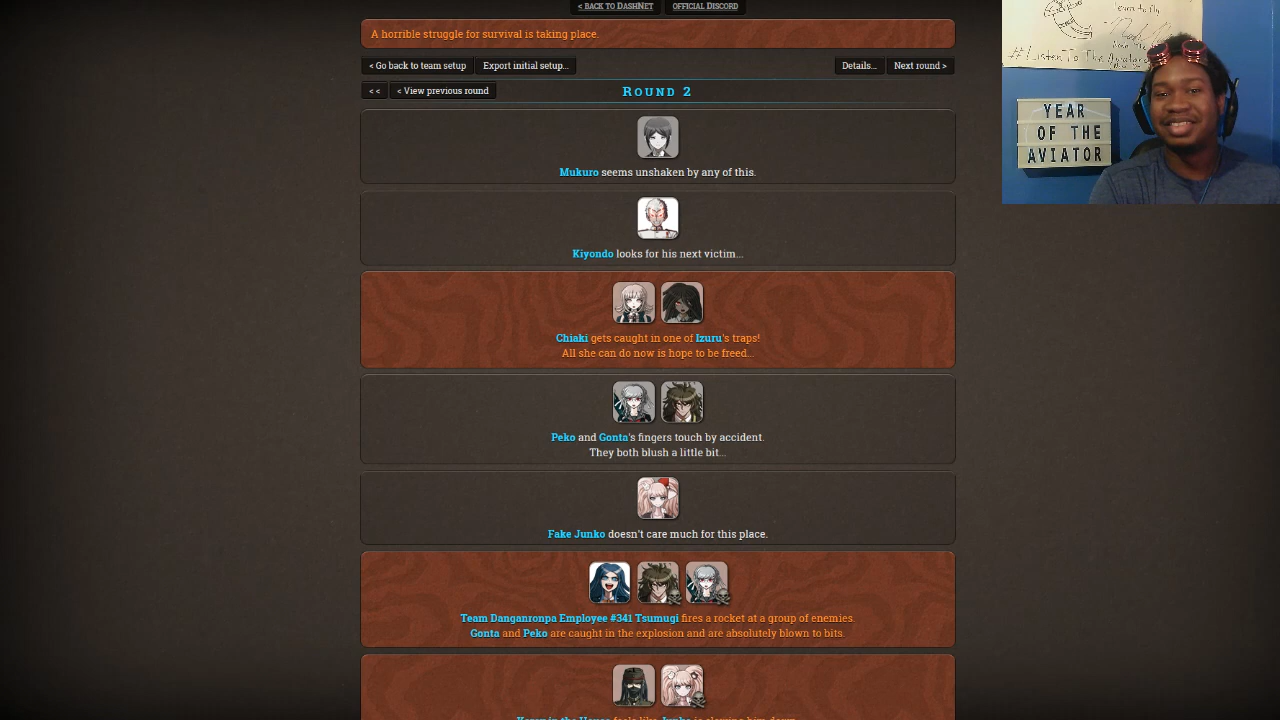 < BACK TO DASHNET OFFICIAL DISCORD
A horrible struggle for survival is taking place.
< Go back to team setup Export initial setup... Details... Next round >
< < < View previous round ROUND 2
Mukuro seems unshaken by any of this.
Kiyondo looks for his next victim...
Chiaki gets caught in one of Izuru's traps!
All she can do now is hope to be freed...
Peko and Gonta's fingers touch by accident.
They both blush a little bit...
Fake Junko doesn't care much for this place.
Team Danganronpa Employee #341 Tsumugi fires a rocket at a group of enemies.
Gonta and Peko are caught in the explosion and are absolutely blown to bits.
to fly
#ListenToTheAviator
YEAR
OF THE
AVIATOR